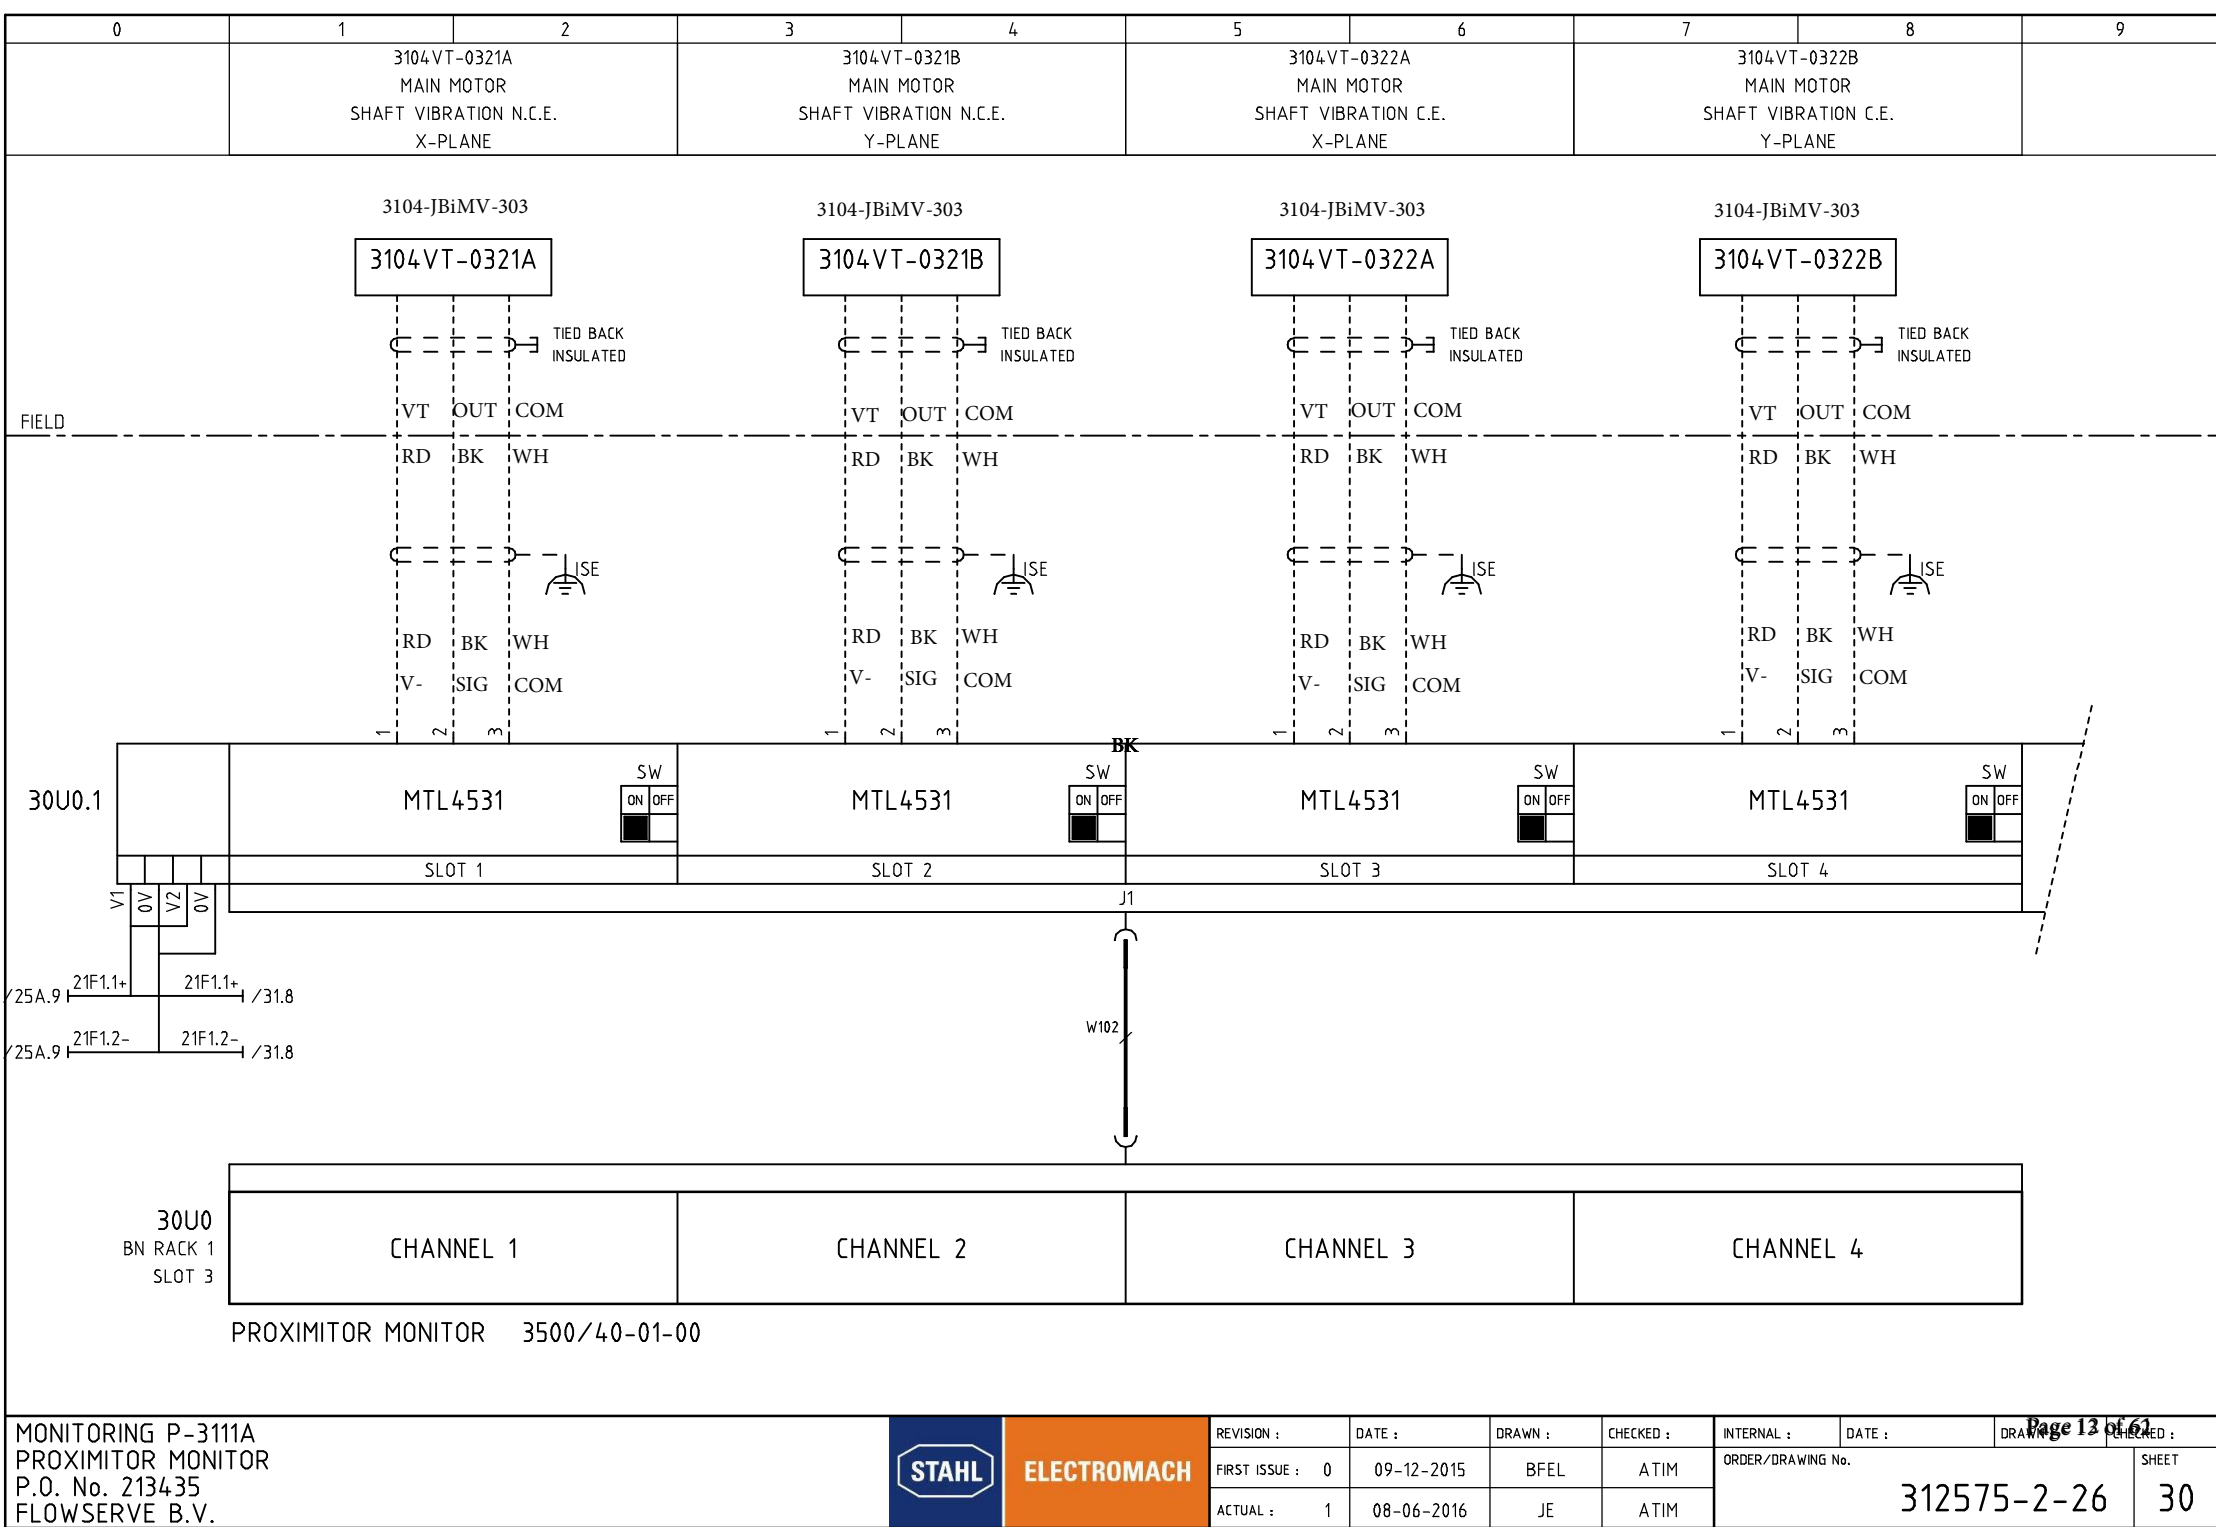 0 1 2 3 4 5 6 7 8 9
3104VT-0321A
MAIN MOTOR
SHAFT VIBRATION N.C.E.
X-PLANE
3104VT-0321B
MAIN MOTOR
SHAFT VIBRATION N.C.E.
Y-PLANE
3104VT-0322A
MAIN MOTOR
SHAFT VIBRATION C.E.
X-PLANE
3104VT-0322B
MAIN MOTOR
SHAFT VIBRATION C.E.
Y-PLANE
3104-JBiMV-303 3104-JBiMV-303 3104-JBiMV-303 3104-JBiMV-303
3104VT-0321A 3104VT-0321B 3104VT-0322A 3104VT-0322B
TIED BACK TIED BACK TIED BACK TIED BACK
INSULATED INSULATED INSULATED INSULATED
VT OUT COM VT OUT COM VT OUT COM VT OUT COM
FIELD
RD BK WH RD BK WH RD BK WH RD BK WH
ISE ISE ISE ISE
RD BK WH RD BK WH RD BK WH RD BK WH
V- SIG COM V- SIG COM V- SIG COM V- SIG COM
1 2 3 1 2 3 1 2 3 1 2 3
BK
SW SW SW SW
30U0.1 MTL4531 ON OFF MTL4531 ON OFF MTL4531 ON OFF MTL4531 ON OFF
SLOT 1 SLOT 2 SLOT 3 SLOT 4
V1 0V V2 0V
J1
/25A.9 21F1.1+ 21F1.1+ /31.8
W102
/25A.9 21F1.2- 21F1.2- /31.8
30U0
BN RACK 1
SLOT 3
CHANNEL 1 CHANNEL 2 CHANNEL 3 CHANNEL 4
PROXIMITOR MONITOR 3500/40-01-00
MONITORING P-3111A
PROXIMITOR MONITOR
P.O. No. 213435
FLOWSERVE B.V.
STAHL ELECTROMACH
REVISION : DATE : DRAWN : CHECKED :
FIRST ISSUE : 0 09-12-2015 BFEL ATIM
ACTUAL : 1 08-06-2016 JE ATIM
INTERNAL : DATE : DRAWN : CHECKED :
Page of
ORDER/DRAWING No.
312575-2-26
SHEET
30